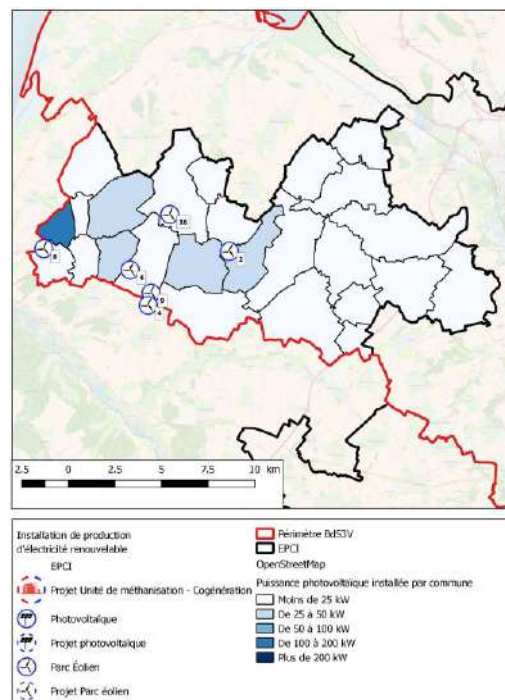 16
8
2
6
9
4
2.5 0 2.5 5 7.5 10 km
Installation de production
d'électricité renouvelable
EPCI
Projet Unité de méthanisation - Cogénération
Photovoltaïque
Projet photovoltaïque
Parc Éolien
Projet Parc éolien
Périmètre BdS3V
EPCI
OpenStreetMap
Puissance photovoltaïque installée par commune
Moins de 25 kW
De 25 à 50 kW
De 50 à 100 kW
De 100 à 200 kW
Plus de 200 kW